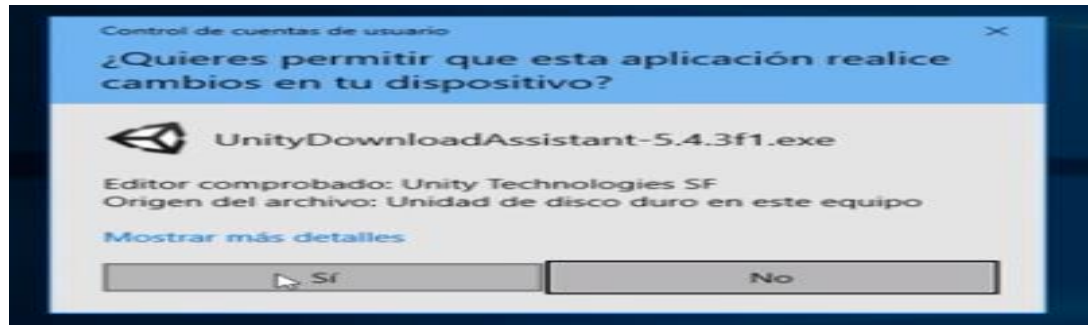 Control de cuentas de usuario
¿Quieres permitir que esta aplicación realice
cambios en tu dispositivo?
UnityDownloadAssistant-5.4.3f1.exe
Editor comprobado: Unity Technologies SF
Origen del archivo: Unidad de disco duro en este equipo
Mostrar más detalles
Sí
No